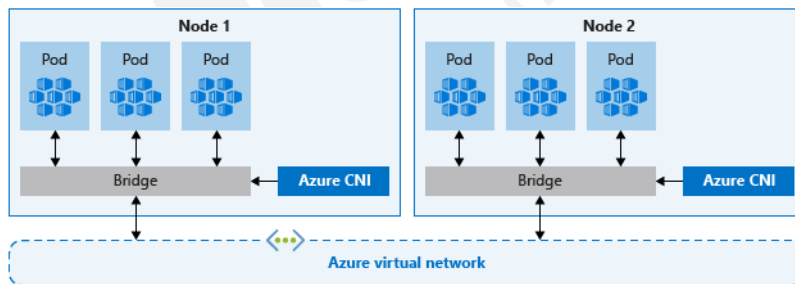 Node 1
Pod Pod Pod
Bridge
Azure CNI
Node 2
Pod Pod Pod
Bridge
Azure CNI
Azure virtual network